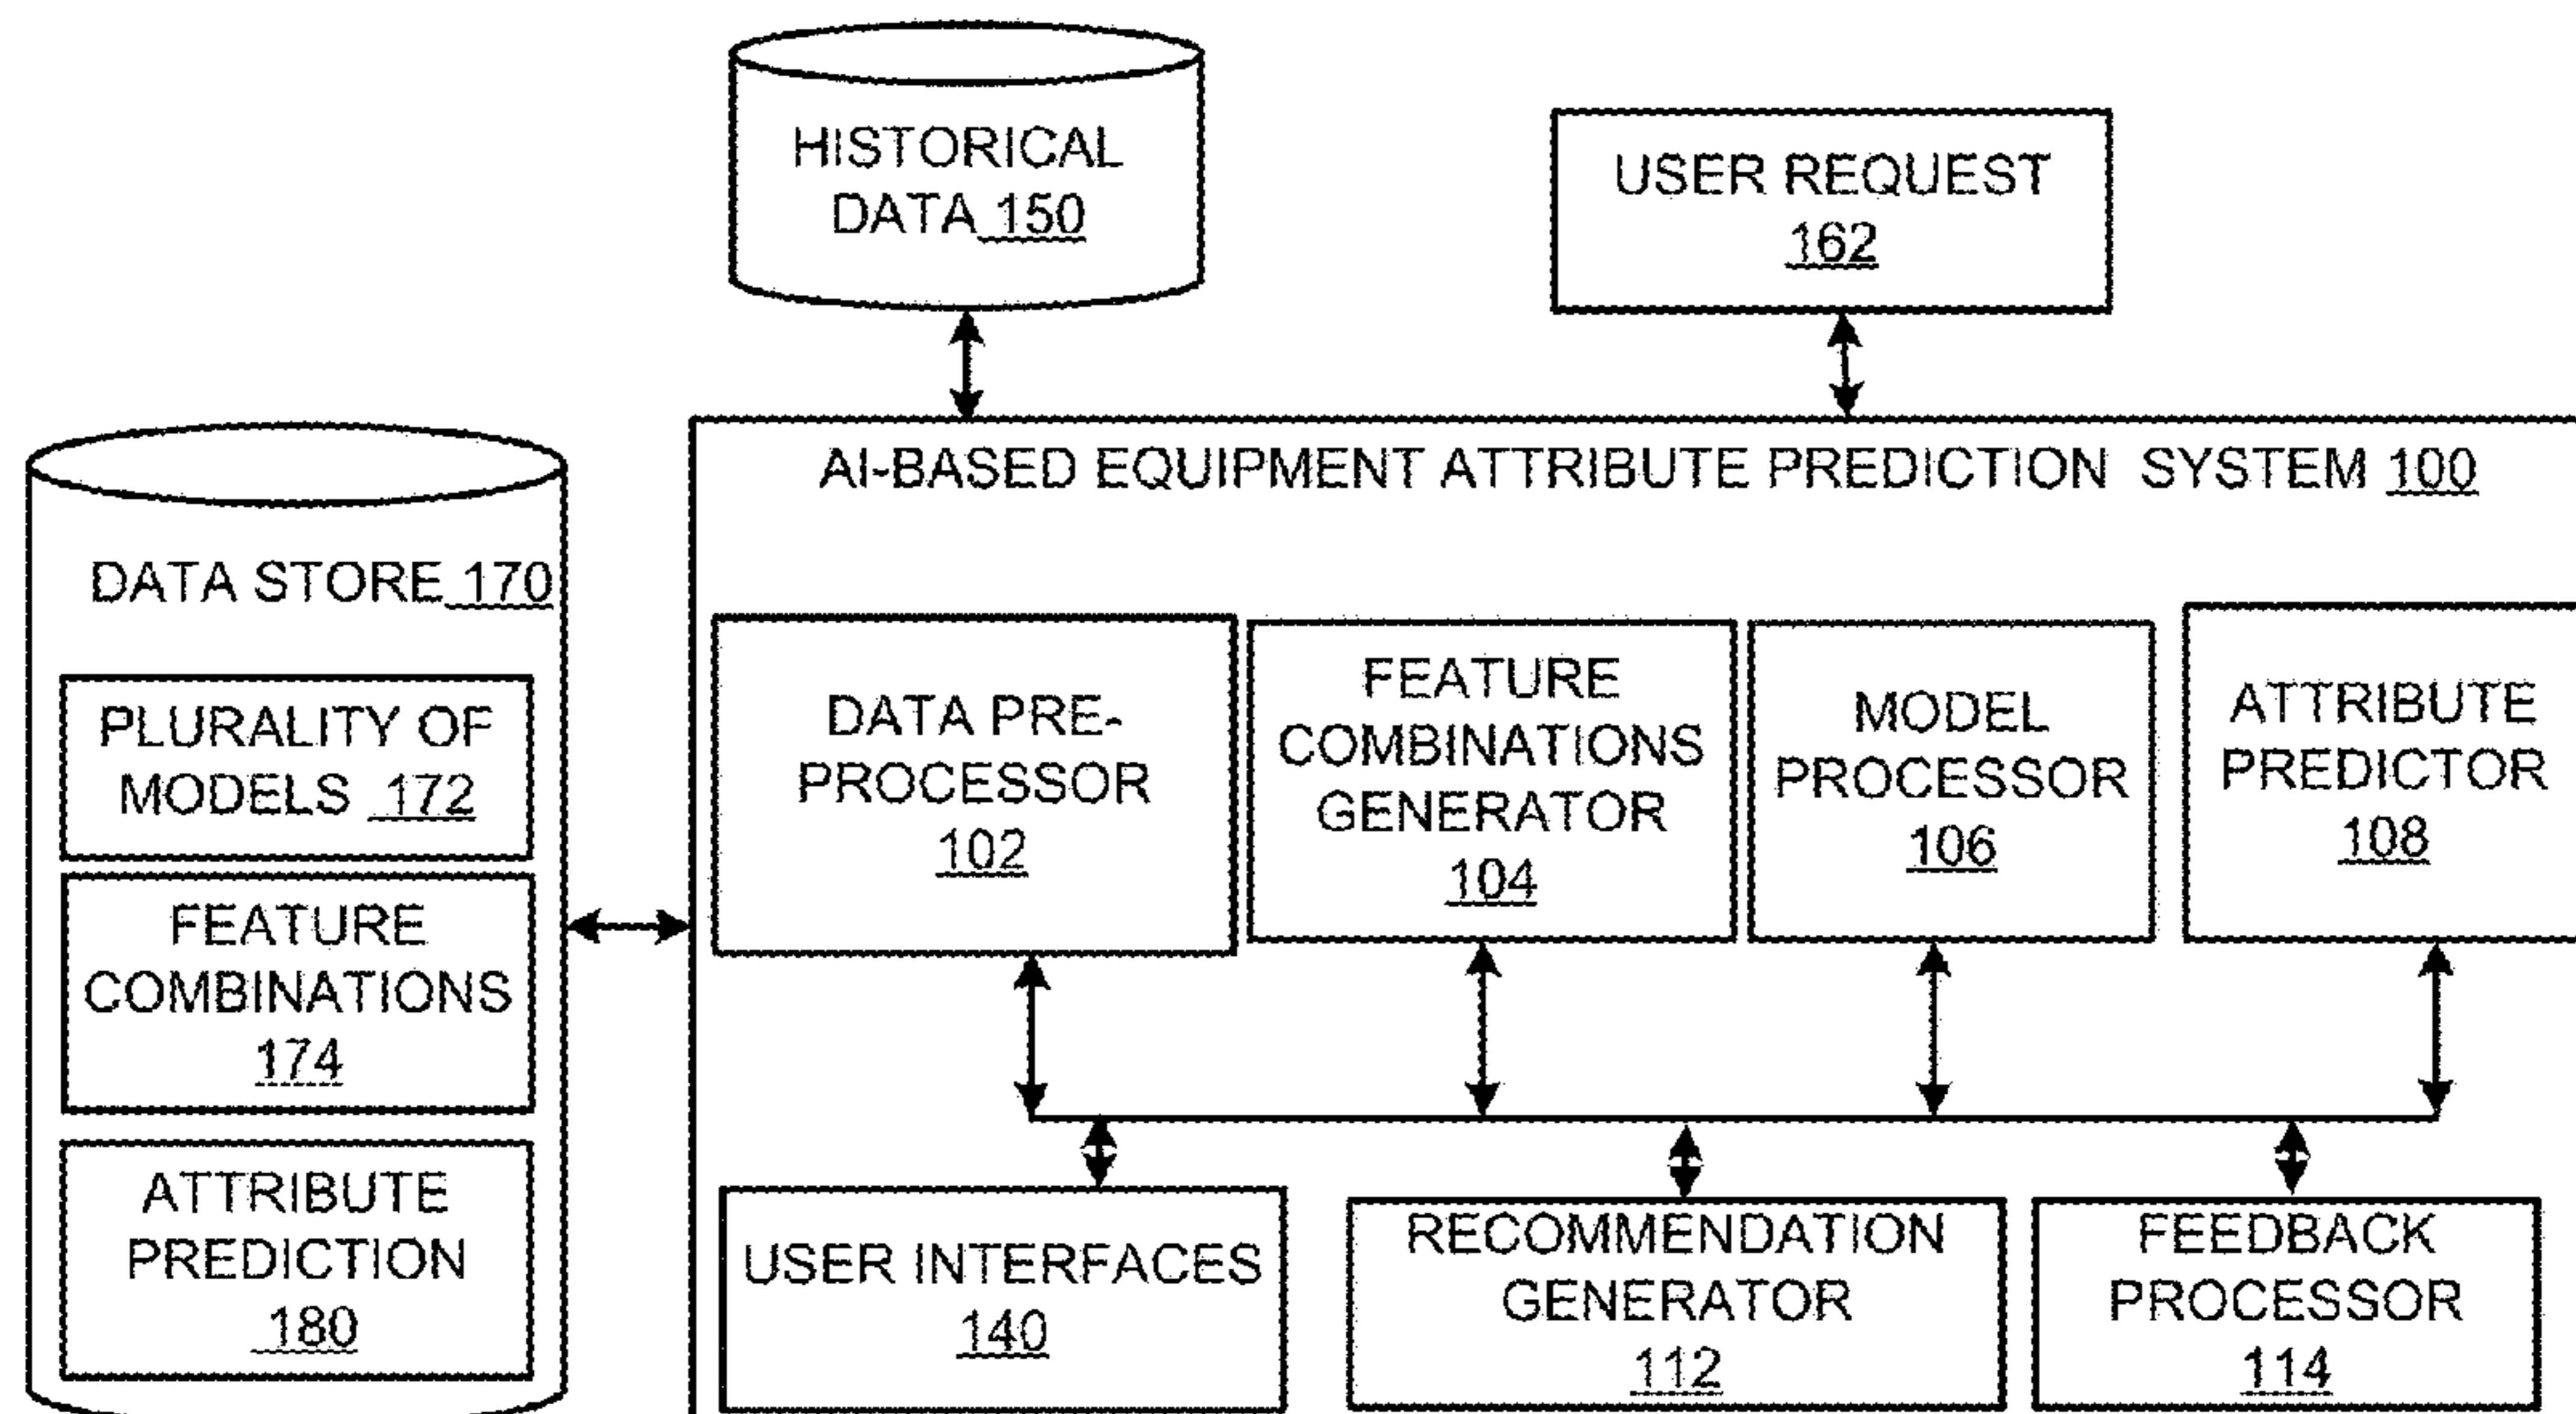 HISTORICAL
DATA 150
USER REQUEST
162
AI-BASED EQUIPMENT ATTRIBUTE PREDICTION SYSTEM 100
DATA STORE 170
PLURALITY OF
MODELS 172
FEATURE
COMBINATIONS
174
ATTRIBUTE
PREDICTION
180
DATA PRE-
PROCESSOR
102
FEATURE
COMBINATIONS
GENERATOR
104
MODEL
PROCESSOR
106
ATTRIBUTE
PREDICTOR
108
USER INTERFACES
140
RECOMMENDATION
GENERATOR
112
FEEDBACK
PROCESSOR
114